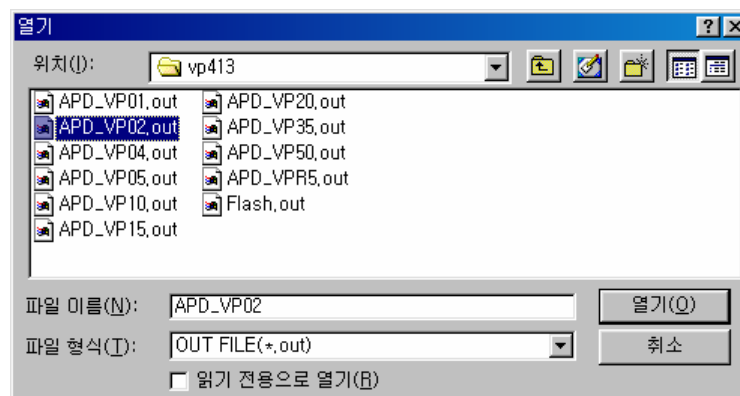 열기
위치(I): vp413
APD_VP01.out APD_VP20.out
APD_VP02.out APD_VP35.out
APD_VP04.out APD_VP50.out
APD_VP05.out APD_VPR5.out
APD_VP10.out Flash.out
APD_VP15.out
파일 이름(N): APD_VP02 열기(O)
파일 형식(T): OUT FILE(*.out) 취소
읽기 전용으로 열기(R)